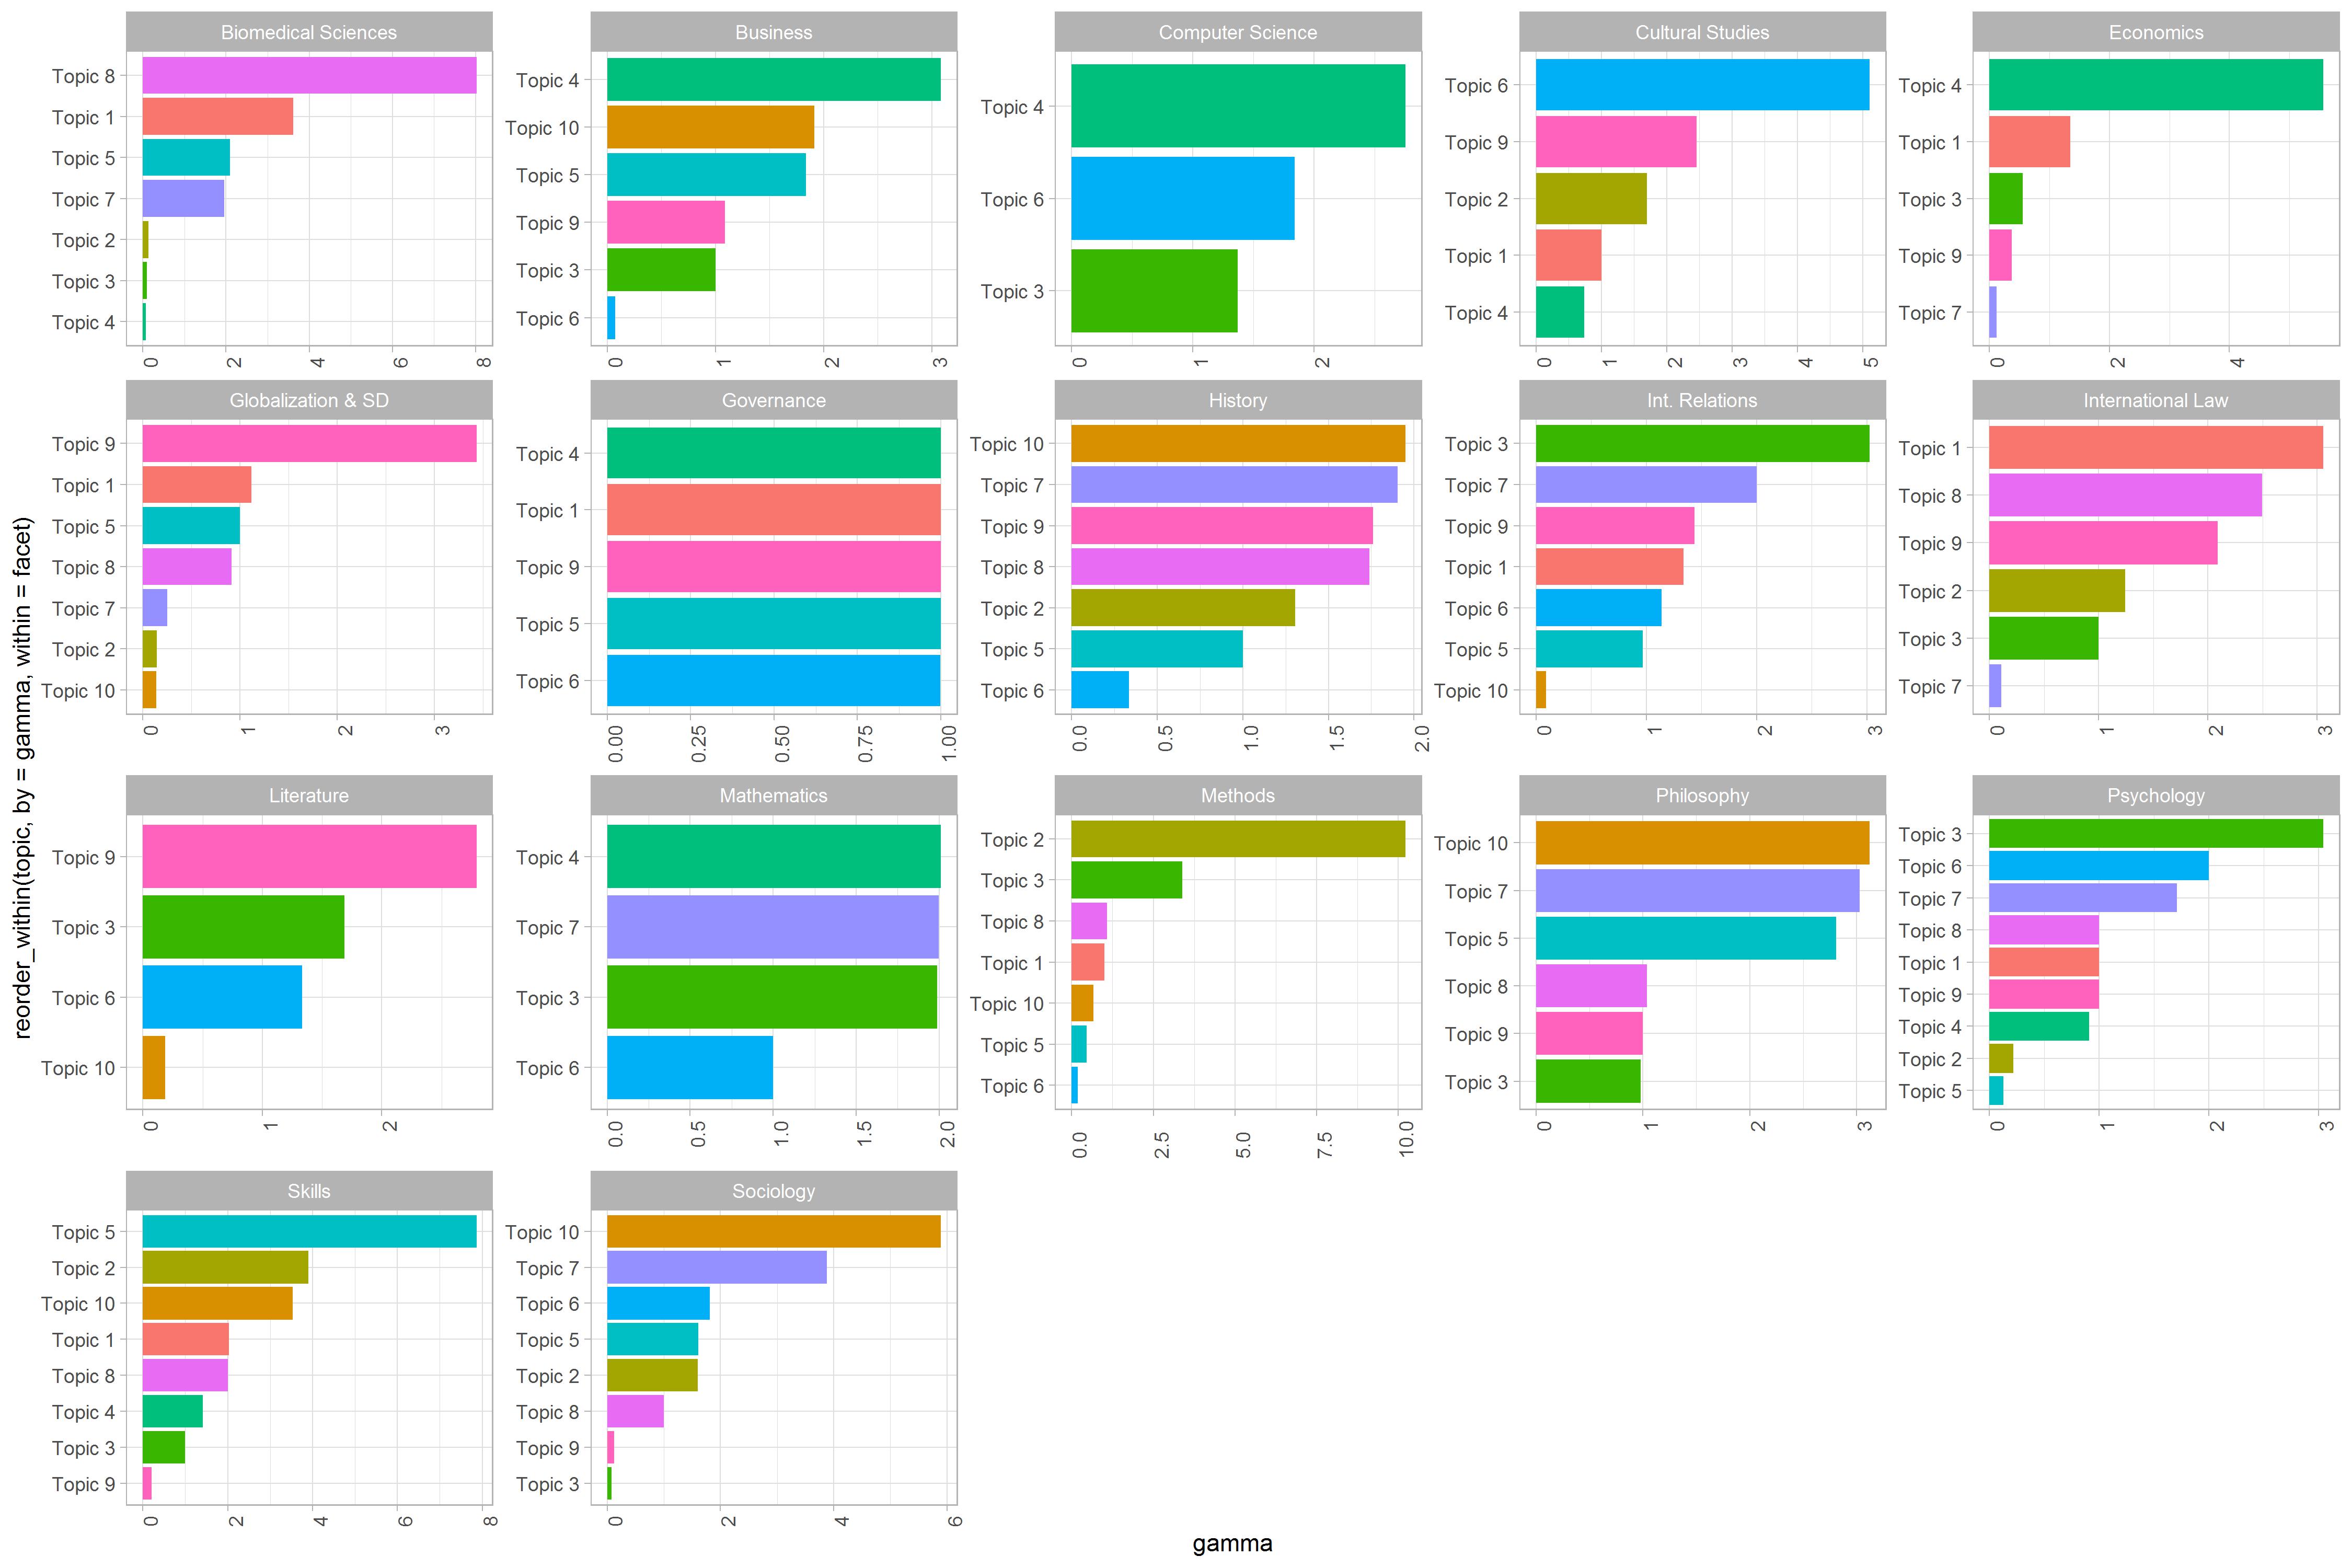 reorder_within(topic, by = gamma, within = facet)
Biomedical Sciences
Topic 8
Topic 1
Topic 5
Topic 7
Topic 2
Topic 3
Topic 4
0 2 4 6 8
Business
Topic 4
Topic 10
Topic 5
Topic 9
Topic 3
Topic 6
0 1 2 3
Computer Science
Topic 4
Topic 6
Topic 3
0 1 2
Cultural Studies
Topic 6
Topic 9
Topic 2
Topic 1
Topic 4
0 1 2 3 4 5
Economics
Topic 4
Topic 1
Topic 3
Topic 9
Topic 7
0 2 4
Globalization & SD
Topic 9
Topic 1
Topic 5
Topic 8
Topic 7
Topic 2
Topic 10
0 1 2 3
Governance
Topic 4
Topic 1
Topic 9
Topic 5
Topic 6
0.00 0.25 0.50 0.75 1.00
History
Topic 10
Topic 7
Topic 9
Topic 8
Topic 2
Topic 5
Topic 6
0.0 0.5 1.0 1.5 2.0
Int. Relations
Topic 3
Topic 7
Topic 9
Topic 1
Topic 6
Topic 5
Topic 10
0 1 2 3
International Law
Topic 1
Topic 8
Topic 9
Topic 2
Topic 3
Topic 7
0 1 2 3
Literature
Topic 9
Topic 3
Topic 6
Topic 10
0 1 2
Mathematics
Topic 4
Topic 7
Topic 3
Topic 6
0.0 0.5 1.0 1.5 2.0
Methods
Topic 2
Topic 3
Topic 8
Topic 1
Topic 10
Topic 5
Topic 6
0.0 2.5 5.0 7.5 10.0
Philosophy
Topic 10
Topic 7
Topic 5
Topic 8
Topic 9
Topic 3
0 1 2 3
Psychology
Topic 3
Topic 6
Topic 7
Topic 8
Topic 1
Topic 9
Topic 4
Topic 2
Topic 5
0 1 2 3
Skills
Topic 5
Topic 2
Topic 10
Topic 1
Topic 8
Topic 4
Topic 3
Topic 9
0 2 4 6 8
Sociology
Topic 10
Topic 7
Topic 6
Topic 5
Topic 2
Topic 8
Topic 9
Topic 3
0 2 4 6
gamma